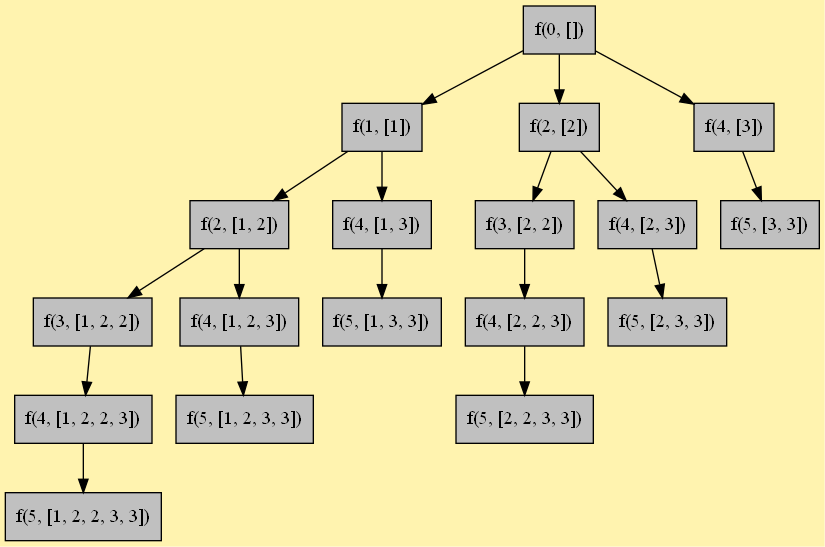 f(0, [])
f(1, [1])
f(2, [2])
f(4, [3])
f(2, [1, 2])
f(4, [1, 3])
f(3, [2, 2])
f(4, [2, 3])
f(5, [3, 3])
f(3, [1, 2, 2])
f(4, [1, 2, 3])
f(5, [1, 3, 3])
f(4, [2, 2, 3])
f(5, [2, 3, 3])
f(4, [1, 2, 2, 3])
f(5, [1, 2, 3, 3])
f(5, [2, 2, 3, 3])
f(5, [1, 2, 2, 3, 3])